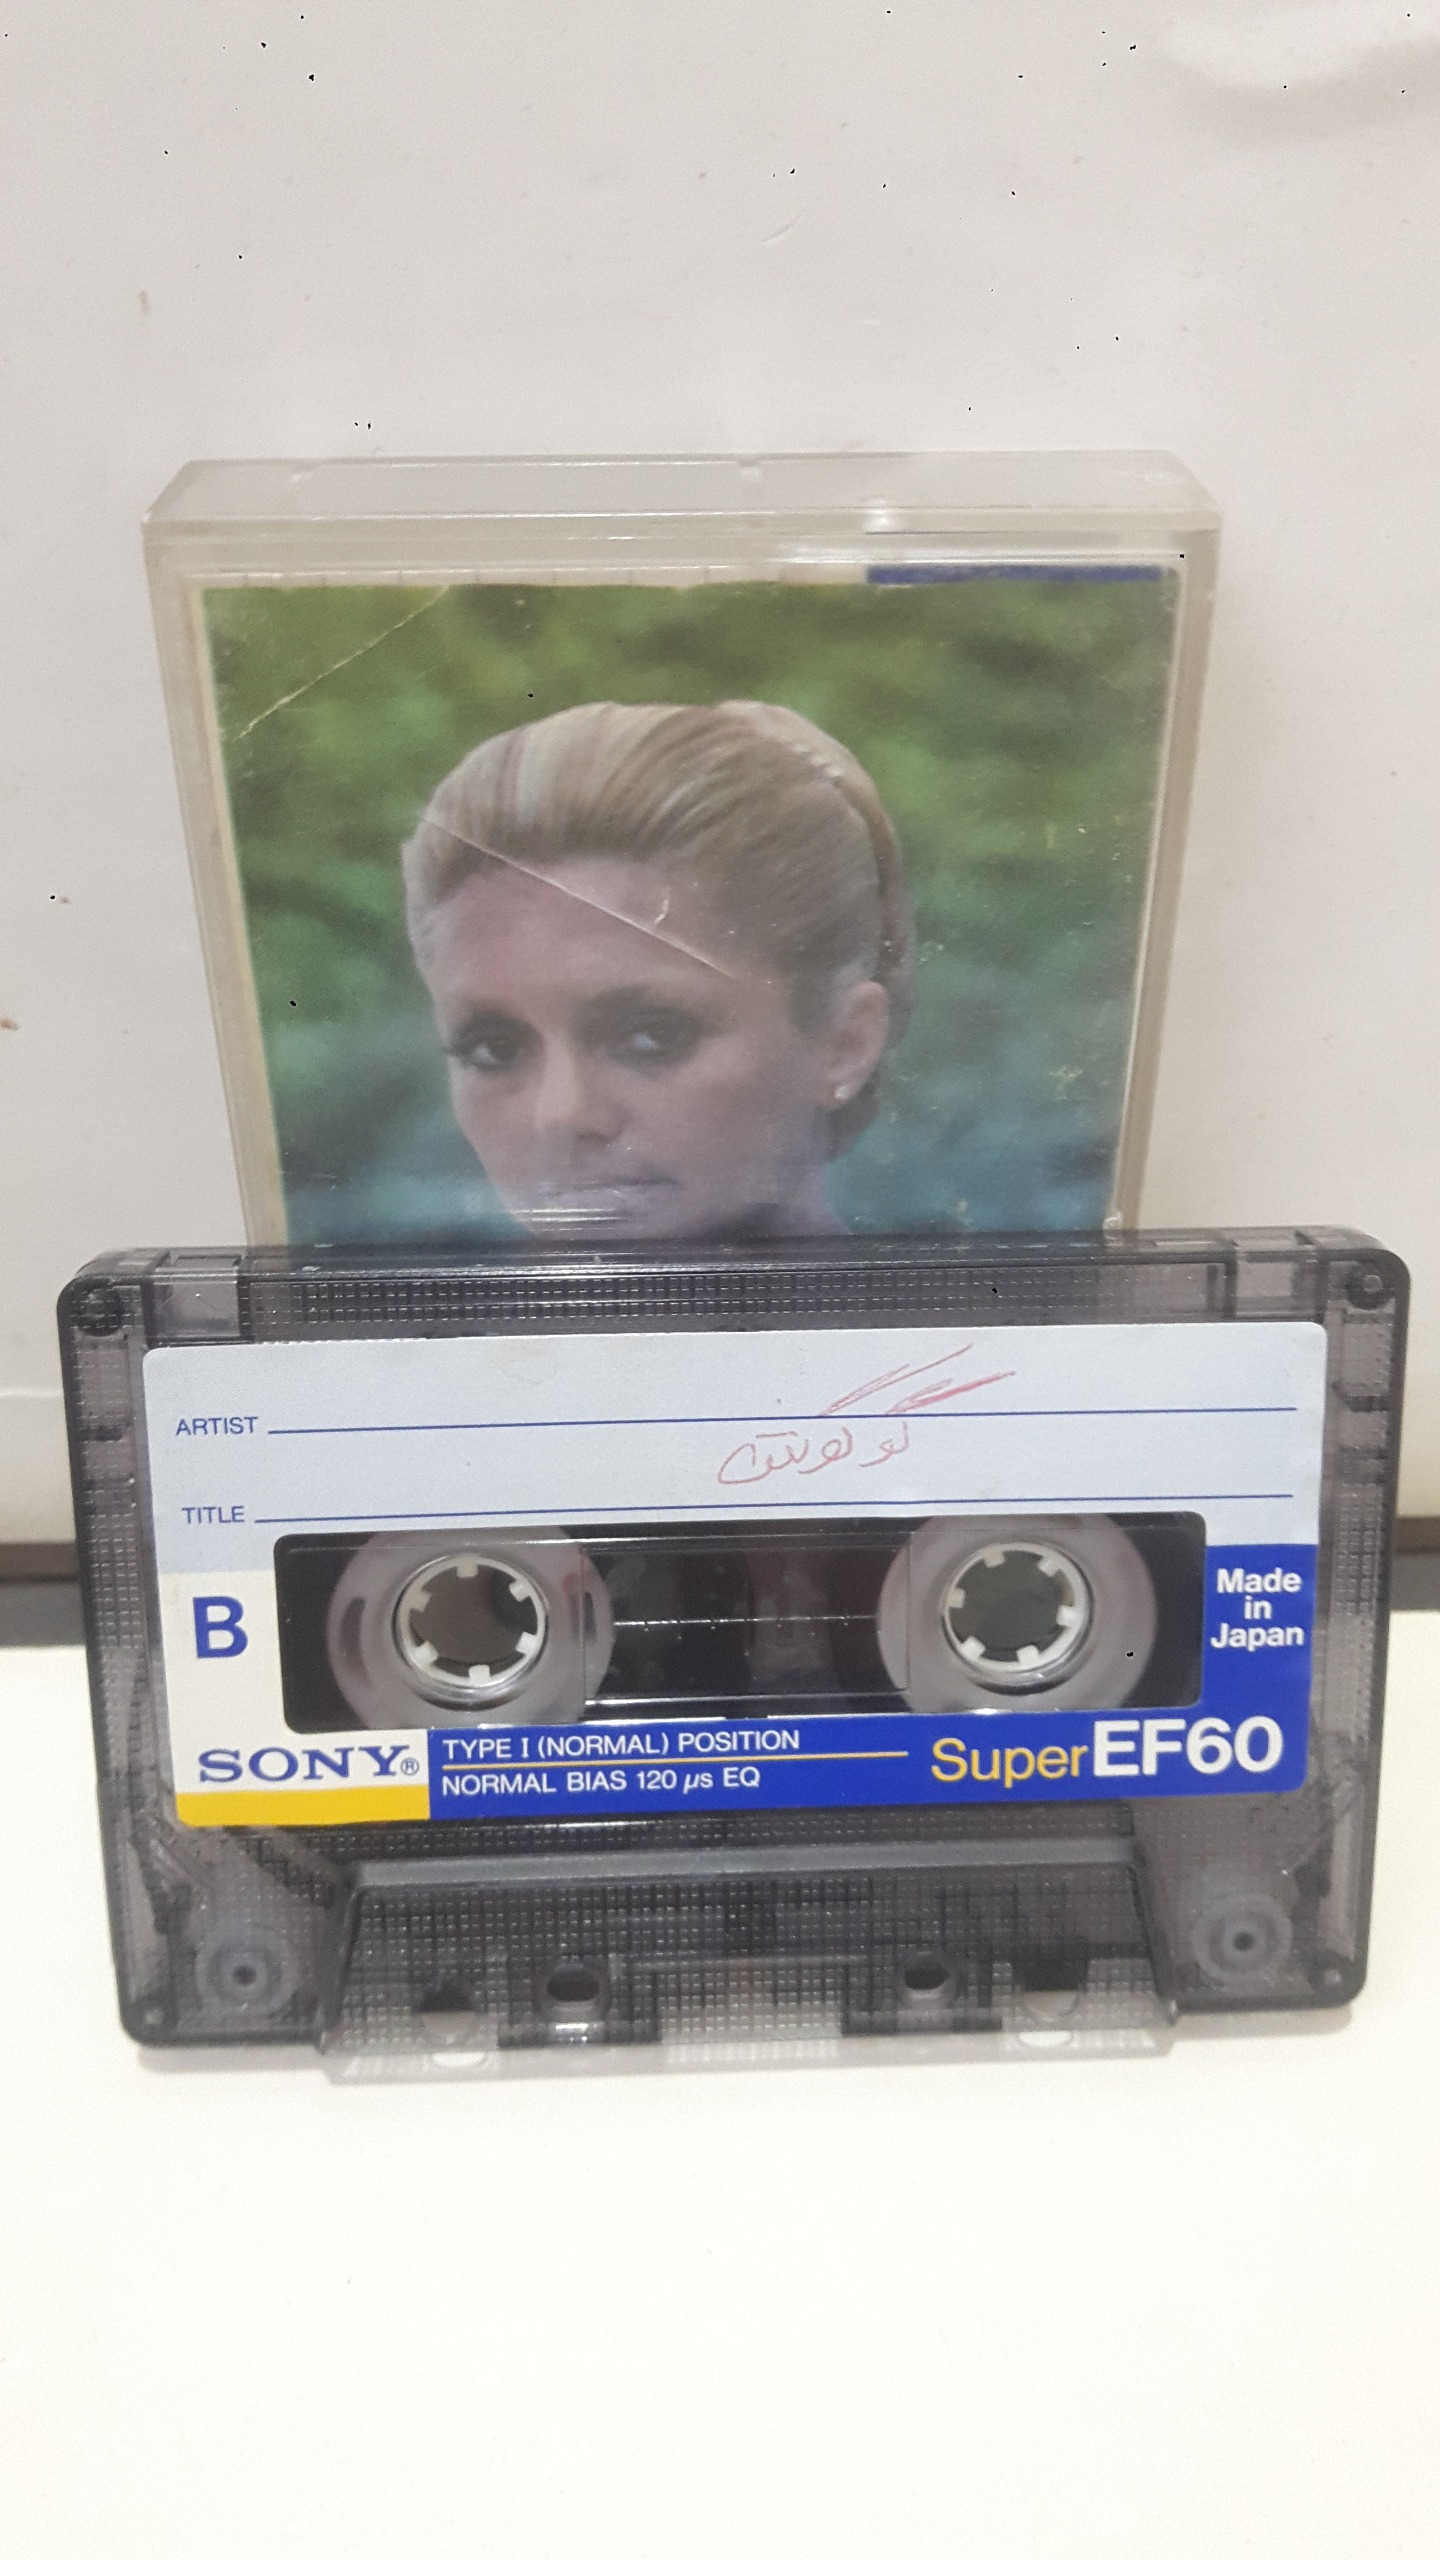 ARTIST
گوگوش
TITLE
B
Made
in
Japan
SONY®
TYPE I (NORMAL) POSITION
NORMAL BIAS 120 µs EQ
Super EF60